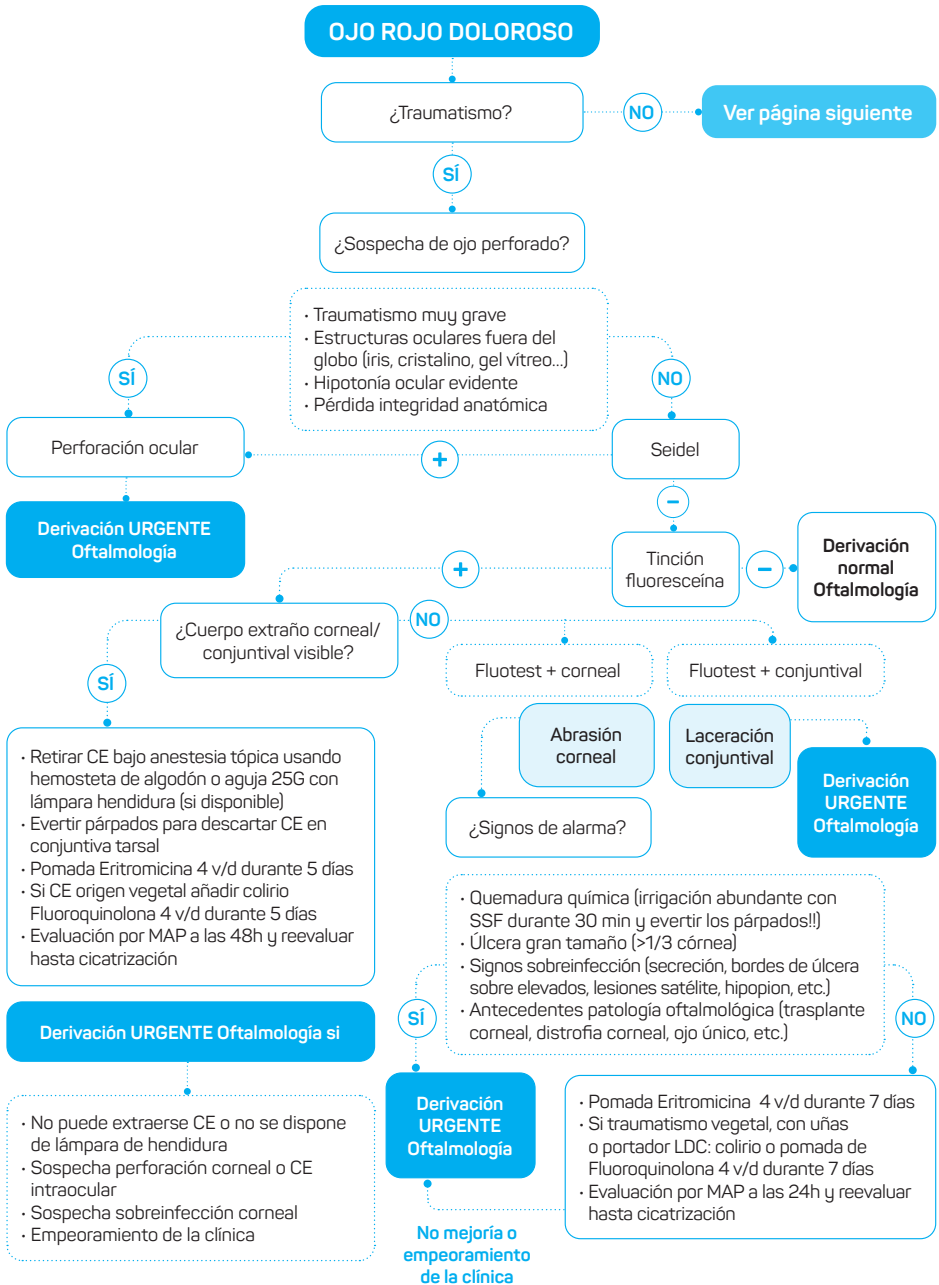 OJO ROJO DOLOROSO
¿Traumatismo?
NO
Ver página siguiente
SÍ
¿Sospecha de ojo perforado?
· Traumatismo muy grave
· Estructuras oculares fuera del
globo (iris, cristalino, gel vítreo...)
· Hipotonía ocular evidente
· Pérdida integridad anatómica
SÍ
NO
Perforación ocular
+
Seidel
Derivación URGENTE
Oftalmología
−
Tinción
fluoresceína
+
−
Derivación
normal
Oftalmología
¿Cuerpo extraño corneal/
conjuntival visible?
NO
SÍ
Fluotest + corneal
Fluotest + conjuntival
Abrasión
corneal
Laceración
conjuntival
Derivación
URGENTE
Oftalmología
· Retirar CE bajo anestesia tópica usando
hemosteta de algodón o aguja 25G con
lámpara hendidura (si disponible)
· Evertir párpados para descartar CE en
conjuntiva tarsal
· Pomada Eritromicina 4 v/d durante 5 días
· Si CE origen vegetal añadir colirio
Fluoroquinolona 4 v/d durante 5 días
· Evaluación por MAP a las 48h y reevaluar
hasta cicatrización
¿Signos de alarma?
· Quemadura química (irrigación abundante con
SSF durante 30 min y evertir los párpados!!)
· Úlcera gran tamaño (>1/3 córnea)
· Signos sobreinfección (secreción, bordes de úlcera
sobre elevados, lesiones satélite, hipopion, etc.)
· Antecedentes patología oftalmológica (trasplante
corneal, distrofia corneal, ojo único, etc.)
SÍ
NO
Derivación URGENTE Oftalmología si
· No puede extraerse CE o no se dispone
de lámpara de hendidura
· Sospecha perforación corneal o CE
intraocular
· Sospecha sobreinfección corneal
· Empeoramiento de la clínica
Derivación
URGENTE
Oftalmología
· Pomada Eritromicina 4 v/d durante 7 días
· Si traumatismo vegetal, con uñas
o portador LDC: colirio o pomada de
Fluoroquinolona 4 v/d durante 7 días
· Evaluación por MAP a las 24h y reevaluar
hasta cicatrización
No mejoría o
empeoramiento
de la clínica